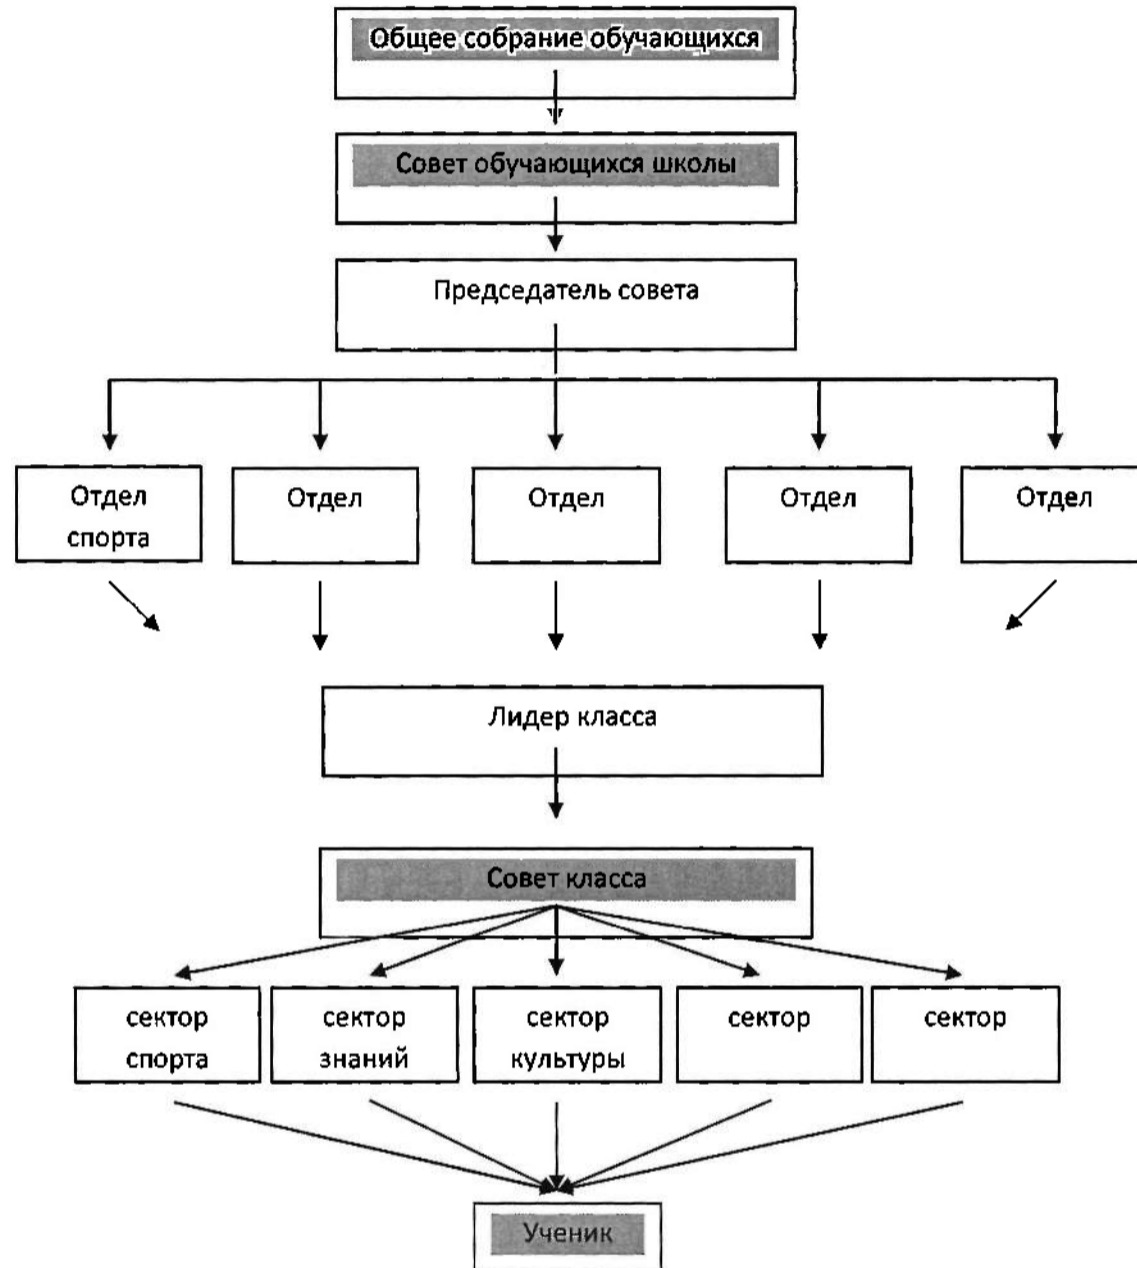 Общее собрание обучающихся
Совет обучающихся школы
Председатель совета
Отдел
спорта
Отдел
Отдел
Отдел
Отдел
Лидер класса
Совет класса
сектор
спорта
сектор
знаний
сектор
культуры
сектор
сектор
Ученик